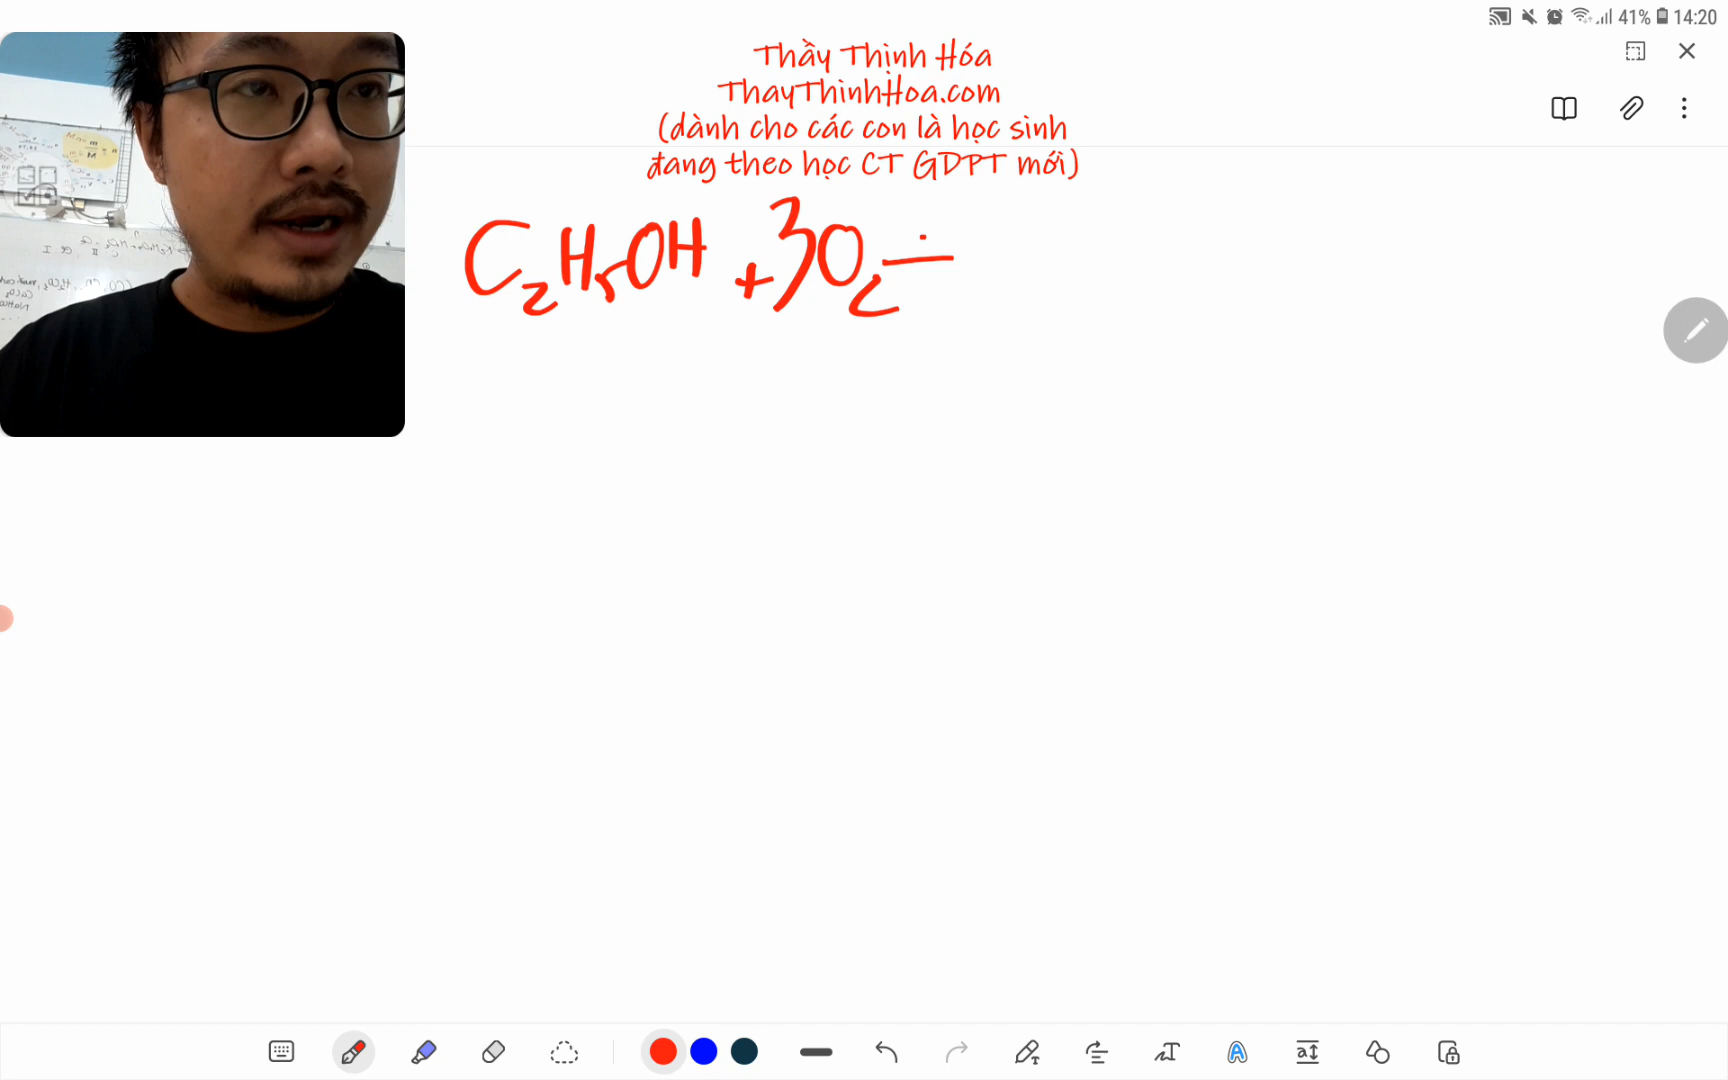 41% 14:20
Thầy Thịnh Hóa
ThayThinhHoa.com
(dành cho các con là học sinh
đang theo học CT GDPT mới)
C₂H₅OH + 3O₂ —